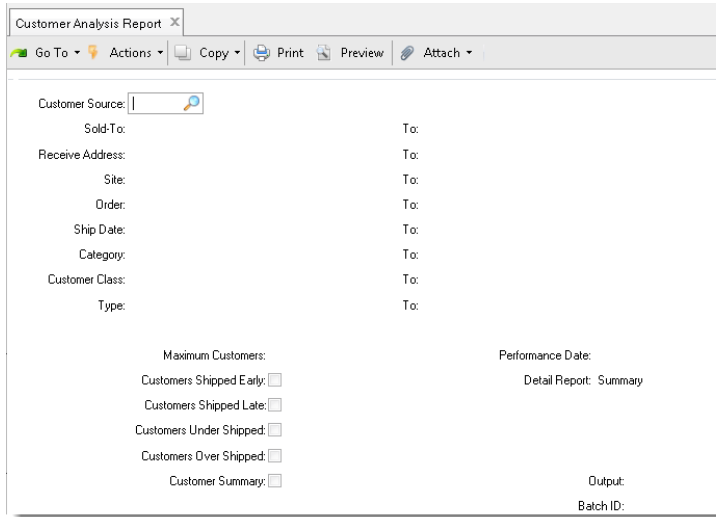 Customer Analysis Report
Go To Actions Copy Print Preview Attach
Customer Source:
Sold-To: To:
Receive Address: To:
Site: To:
Order: To:
Ship Date: To:
Category: To:
Customer Class: To:
Type: To:
Maximum Customers: Performance Date:
Customers Shipped Early: Detail Report: Summary
Customers Shipped Late:
Customers Under Shipped:
Customers Over Shipped:
Customer Summary: Output:
Batch ID: